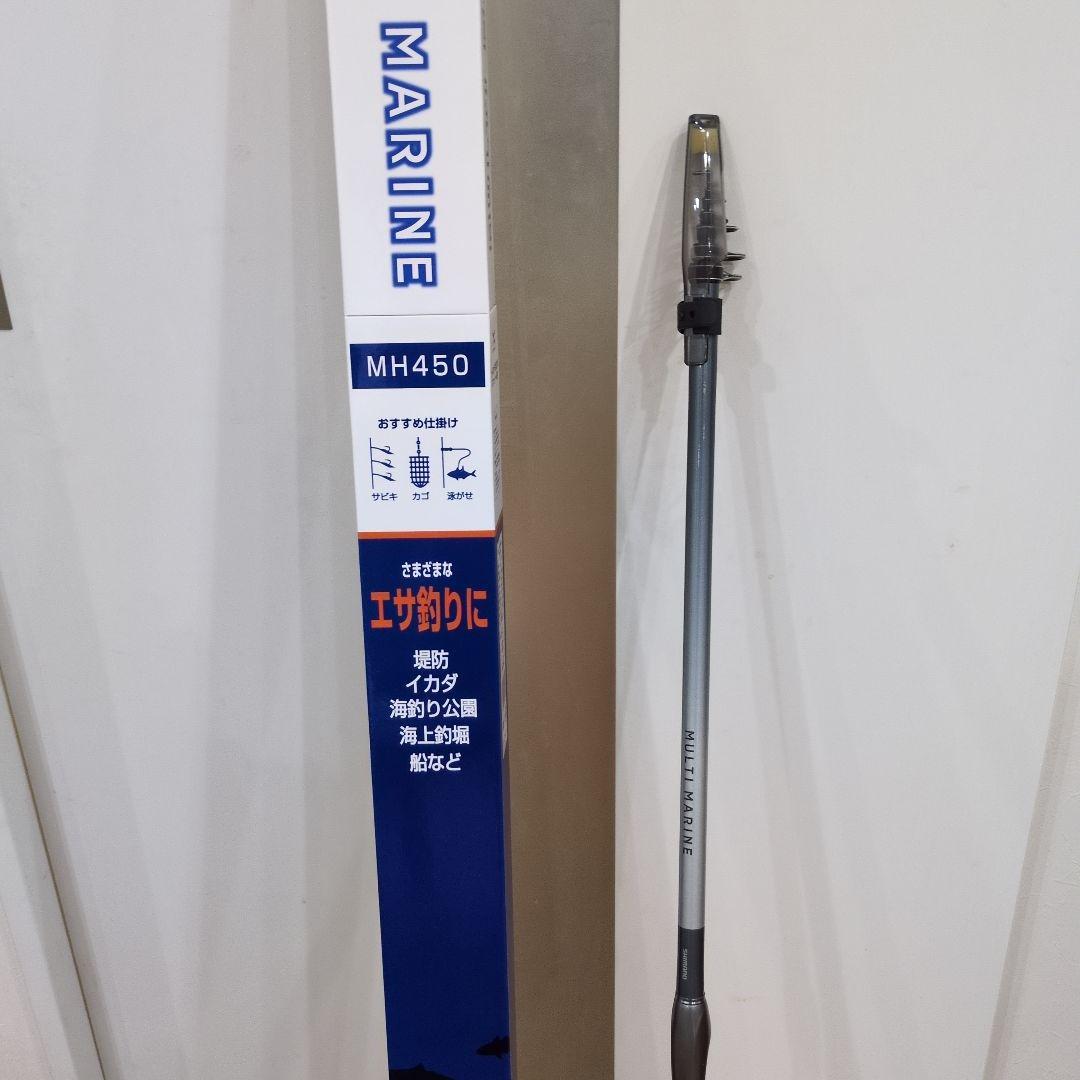 MARINE
MH450
おすすめ仕掛け
サビキ カゴ 泳がせ
さまざまな
エサ釣りに
堤防
イカダ
海釣り公園
海上釣堀
船など
MULTI MARINE
SHIMANO